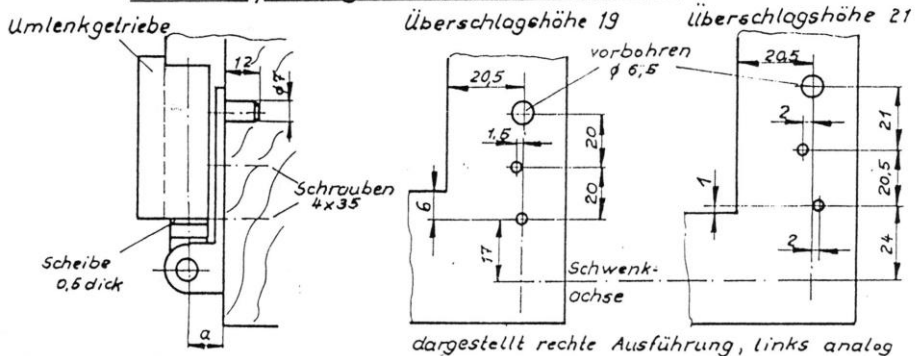 Umlenkgetriebe
12
ø7
Schrauben
4x35
Scheibe
0,5 dick
a
Überschlagshöhe 19
20,5
vorbohren
ø 6,5
1,5
20
20
6
17
Schwenk-
achse
Überschlagshöhe 21
20,5
2
21
1
20,5
2
24
dargestellt rechte Ausführung, links analog